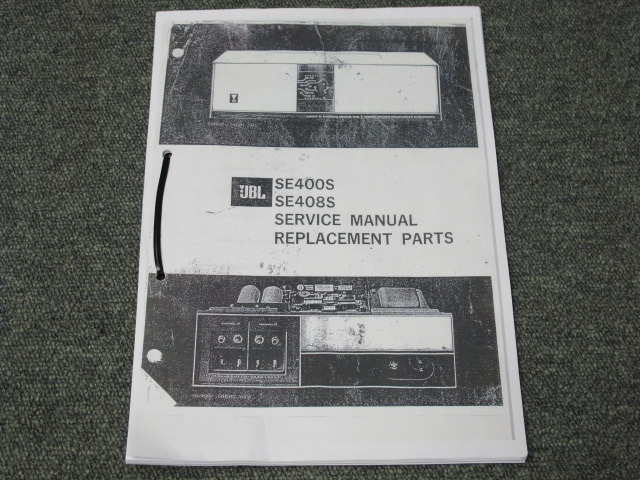 JBL
SE400S
SE408S
SERVICE MANUAL
REPLACEMENT PARTS